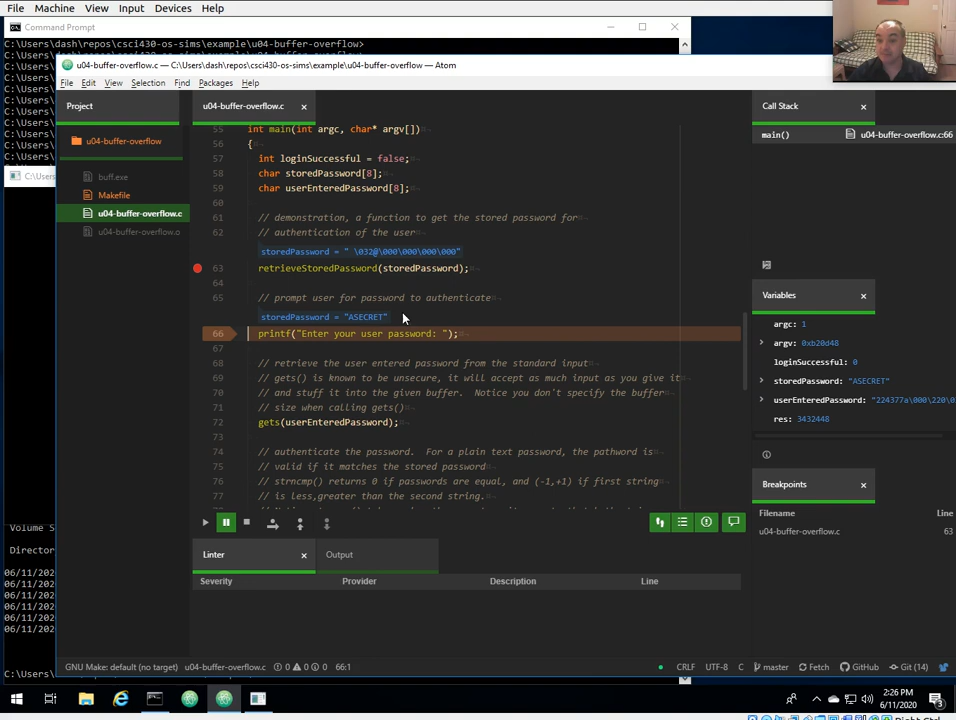 File Machine View Input Devices Help
Command Prompt
C:\Users\dash\repos\csci430-os-sims\example\u04-buffer-overflow>
u04-buffer-overflow.c — C:\Users\dash\repos\csci430-os-sims\example\u04-buffer-overflow — Atom
File Edit View Selection Find Packages Help
Project
u04-buffer-overflow
buff.exe
Makefile
u04-buffer-overflow.c
u04-buffer-overflow.o
u04-buffer-overflow.c
55 int main(int argc, char* argv[])
56 {
57 int loginSuccessful = false;
58 char storedPassword[8];
59 char userEnteredPassword[8];
60
61 // demonstration, a function to get the stored password for
62 // authentication of the user
storedPassword = " \032@\000\000\000\000"
63 retrieveStoredPassword(storedPassword);
64
65 // prompt user for password to authenticate
storedPassword = "ASECRET"
66 printf("Enter your user password: ");
67
68 // retrieve the user entered password from the standard input
69 // gets() is known to be unsecure, it will accept as much input as you give it
70 // and stuff it into the given buffer. Notice you don't specify the buffer
71 // size when calling gets()
72 gets(userEnteredPassword);
73
74 // authenticate the password. For a plain text password, the pathword is
75 // valid if it matches the stored password
76 // strncmp() returns 0 if passwords are equal, and (-1,+1) if first string
77 // is less,greater than the second string.
Call Stack
main() u04-buffer-overflow.c:66
Variables
argc: 1
argv: 0xb20d48
loginSuccessful: 0
storedPassword: "ASECRET"
userEnteredPassword: "224377a\000\220/0
res: 3432448
Breakpoints
Filename Line
u04-buffer-overflow.c 63
Linter
Output
Severity Provider Description Line
Volume S
Director
06/11/202
06/11/202
06/11/202
06/11/202
06/11/202
C:\Users\
GNU Make: default (no target) u04-buffer-overflow.c 0 0 0 66:1
CRLF UTF-8 C master Fetch GitHub Git (14)
2:26 PM
6/11/2020
3
Right Ctrl